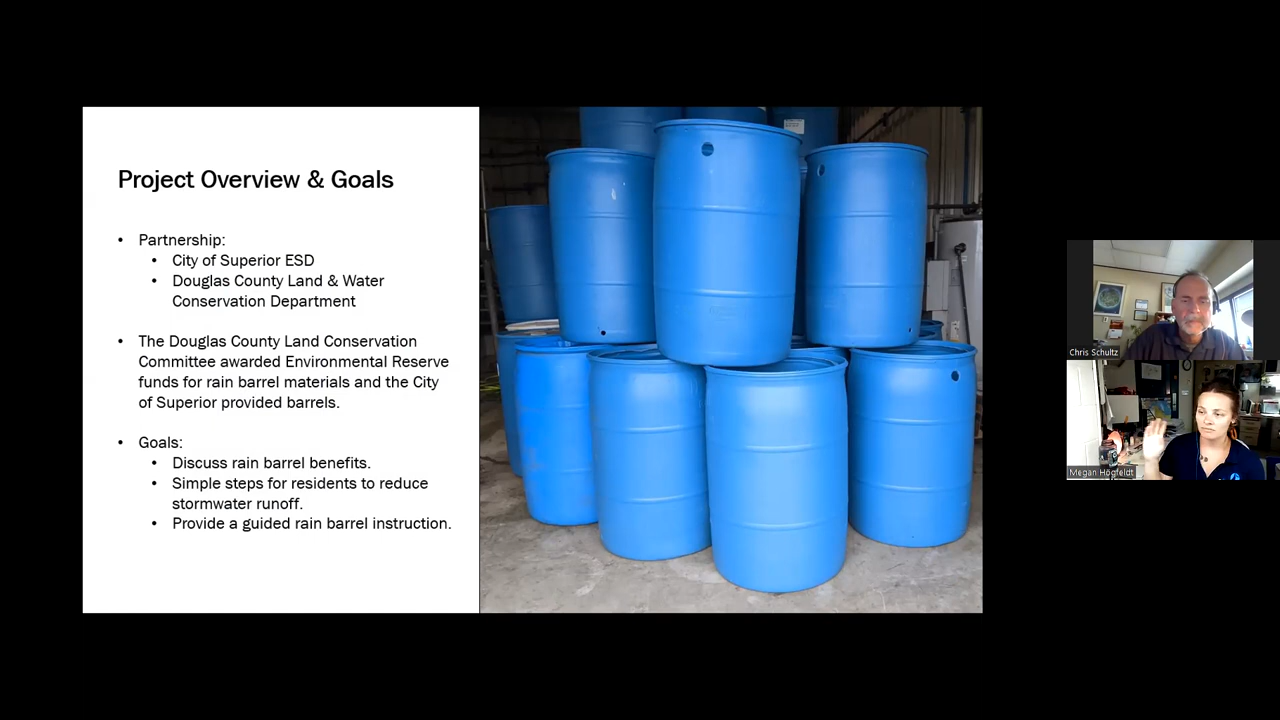 Project Overview & Goals
• Partnership:
• City of Superior ESD
• Douglas County Land & Water
Conservation Department
• The Douglas County Land Conservation
Committee awarded Environmental Reserve
funds for rain barrel materials and the City
of Superior provided barrels.
• Goals:
• Discuss rain barrel benefits.
• Simple steps for residents to reduce
stormwater runoff.
• Provide a guided rain barrel instruction.
Chris Schultz
Megan Hogfeldt